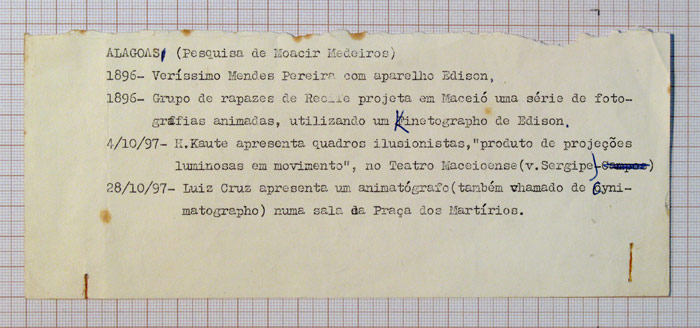 ALAGOAS, (Pesquisa de Moacir Medeiros)
1896- Veríssimo Mendes Pereira com aparelho Edison,
1896- Grupo de rapazes de Recife projeta em Maceió uma série de foto-
grafias animadas, utilizando um Kinetographo de Edison,
4/10/97- H.Kaute apresenta quadros ilusionistas,"produto de projeções
luminosas em movimento", no Teatro Maceioense(v.Sergipe)-Campos)
28/10/97- Luiz Cruz apresenta um animatógrafo(também chamado de Cyni-
matographo) numa sala da Praça dos Martírios.